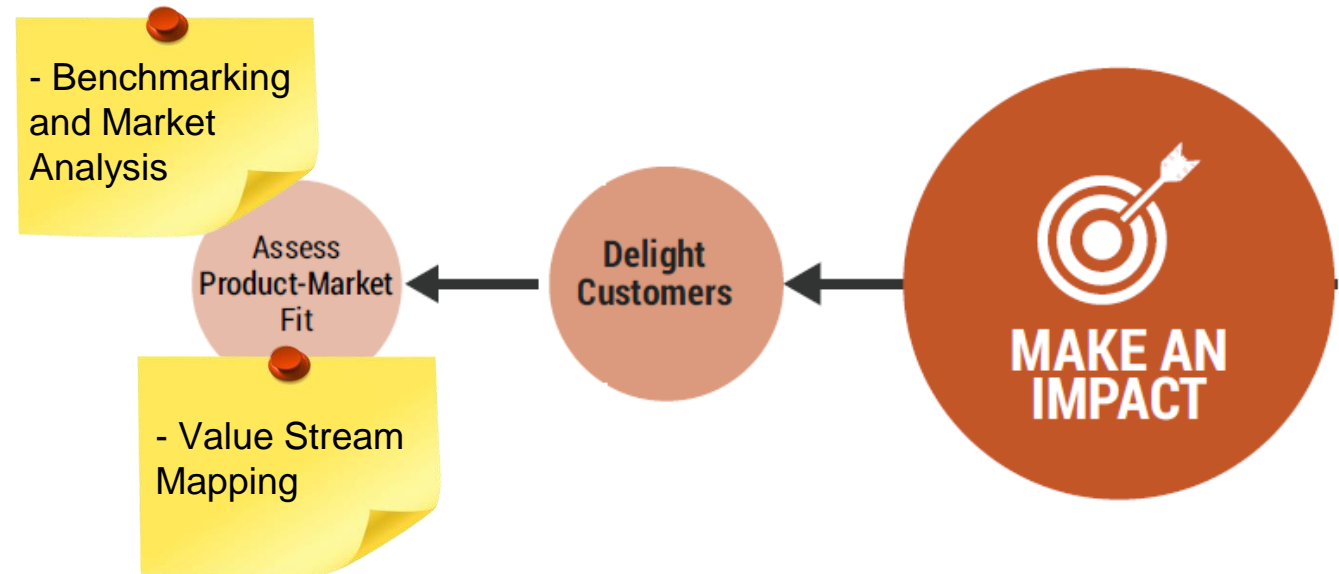 - Benchmarking
and Market
Analysis
Assess
Product-Market
Fit
- Value Stream
Mapping
Delight
Customers
MAKE AN
IMPACT